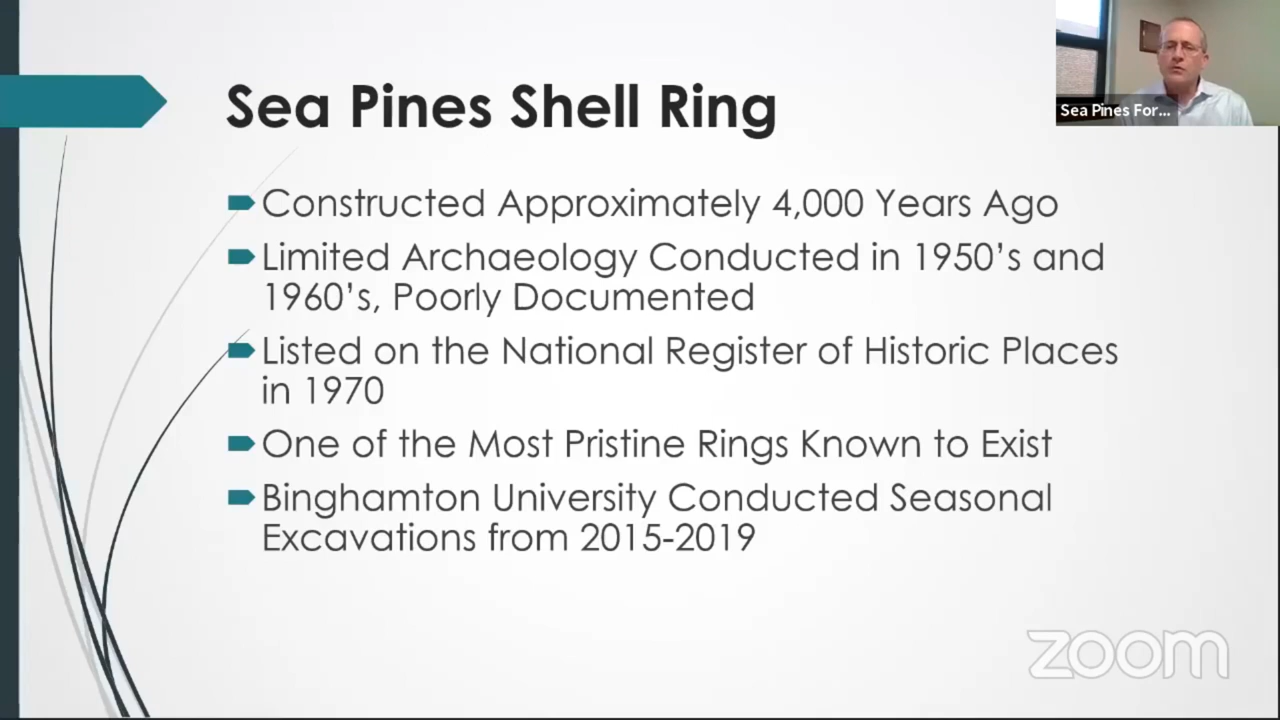 Sea Pines Shell Ring
Sea Pines For...
Constructed Approximately 4,000 Years Ago
Limited Archaeology Conducted in 1950's and
1960's, Poorly Documented
Listed on the National Register of Historic Places
in 1970
One of the Most Pristine Rings Known to Exist
Binghamton University Conducted Seasonal
Excavations from 2015-2019
zoom